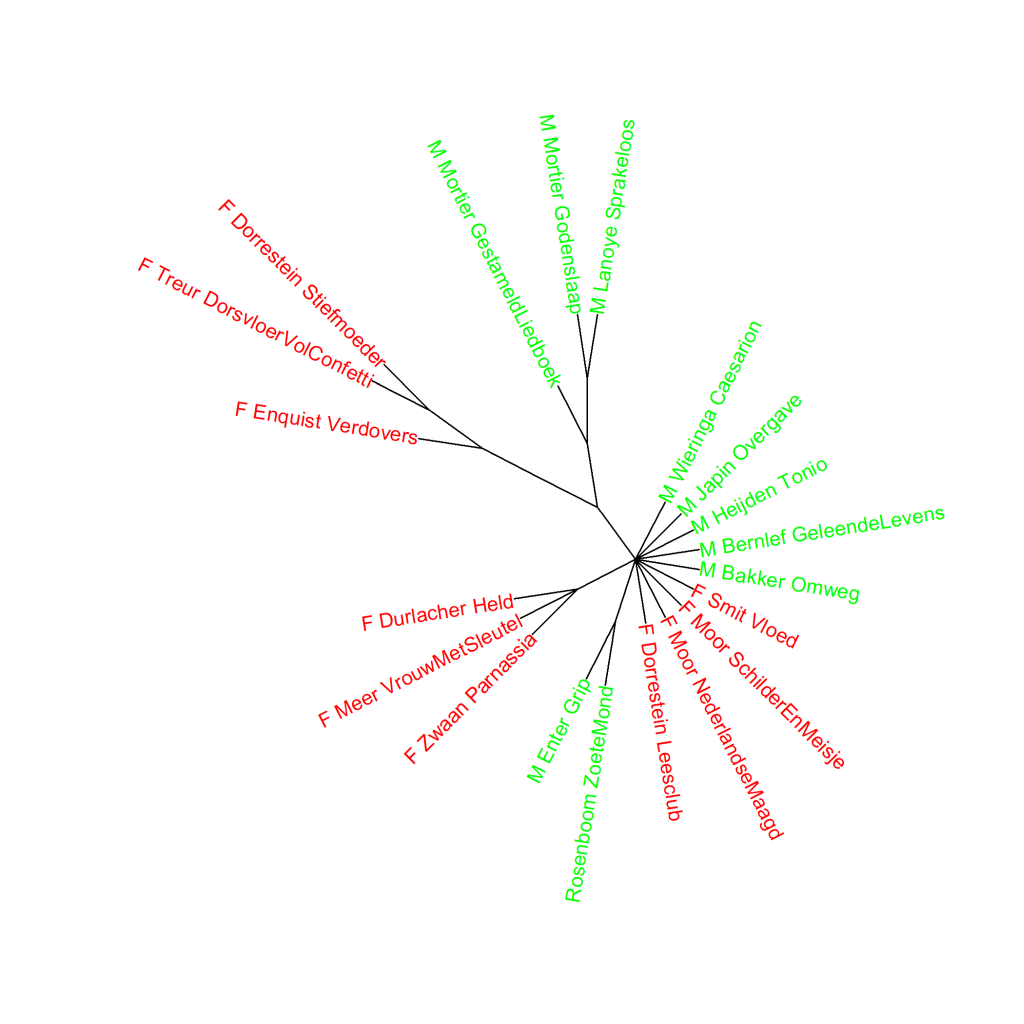 M Mortier Godenslaap
M Lanoye Sprakeloos
M Mortier GestameldLiedboek
F Dorrestein Stiefmoeder
F Treur DorsvloerVolConfetti
F Enquist Verdovers
M Wieringa Caesarion
M Japin Overgave
M Heijden Tonio
M Bernlef GeleendeLevens
M Bakker Omweg
F Smit Vloed
F Moor SchilderEnMeisje
F Moor NederlandseMaagd
F Dorrestein Leesclub
Rosenboom ZoeteMond
M Enter Grip
F Zwaan Parnassia
F Meer VrouwMetSleutel
F Durlacher Held